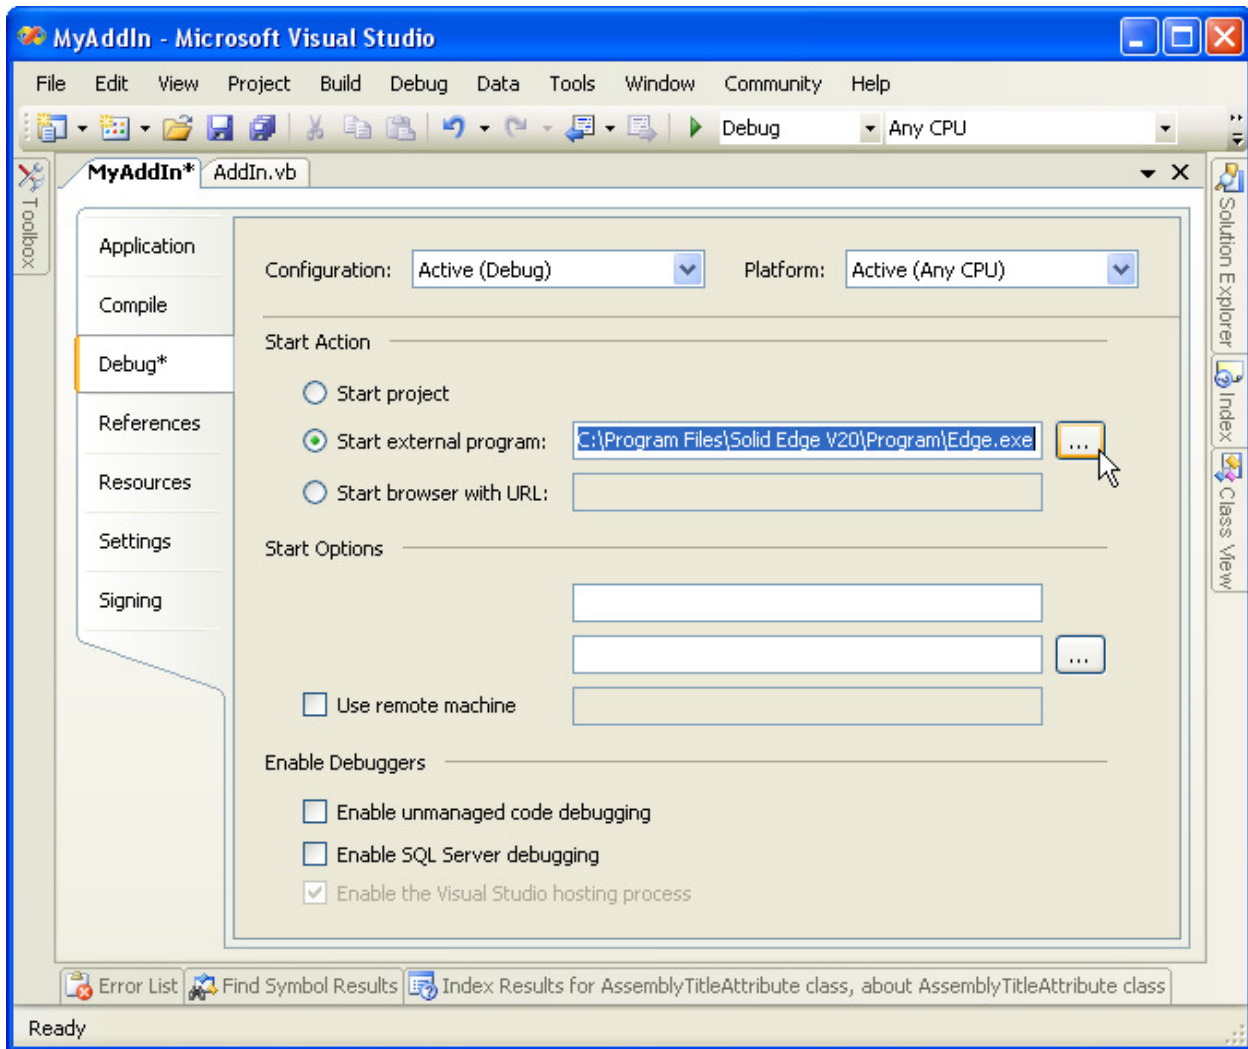 MyAddIn - Microsoft Visual Studio
File Edit View Project Build Debug Data Tools Window Community Help
Debug Any CPU
Toolbox
MyAddIn* AddIn.vb
Solution Explorer
Index
Class View
Application
Compile
Debug*
References
Resources
Settings
Signing
Configuration: Active (Debug) Platform: Active (Any CPU)
Start Action
Start project
Start external program: C:\Program Files\Solid Edge V20\Program\Edge.exe ...
Start browser with URL:
Start Options
...
Use remote machine
Enable Debuggers
Enable unmanaged code debugging
Enable SQL Server debugging
Enable the Visual Studio hosting process
Error List Find Symbol Results Index Results for AssemblyTitleAttribute class, about AssemblyTitleAttribute class
Ready